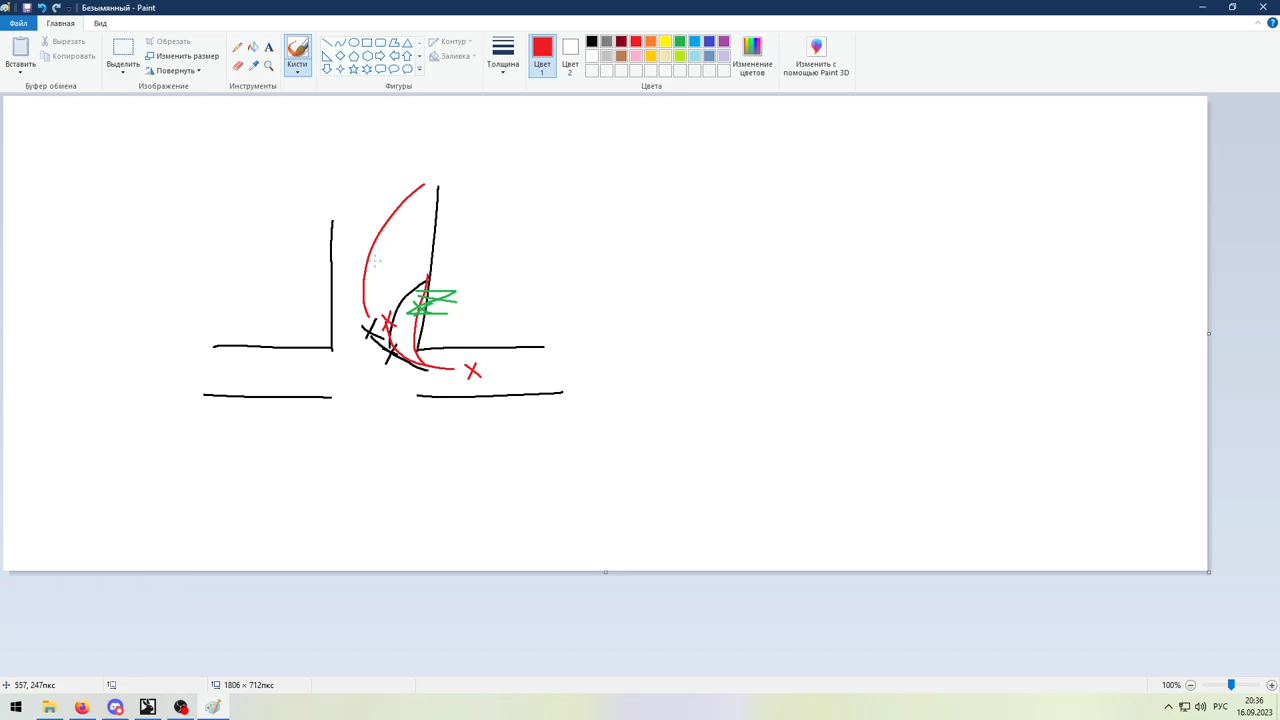 Безымянный - Paint
Файл Главная Вид
Вставить
Вырезать
Копировать
Буфер обмена
Выделить
Обрезать
Изменить размер
Повернуть
Изображение
A
Инструменты
Кисти
Контур
Заливка
Фигуры
Толщина
Цвет 1
Цвет 2
Изменение цветов
Цвета
Изменить с помощью Paint 3D
557, 247пкс
1806 × 712пкс
100%
РУС
20:36
16.09.2023